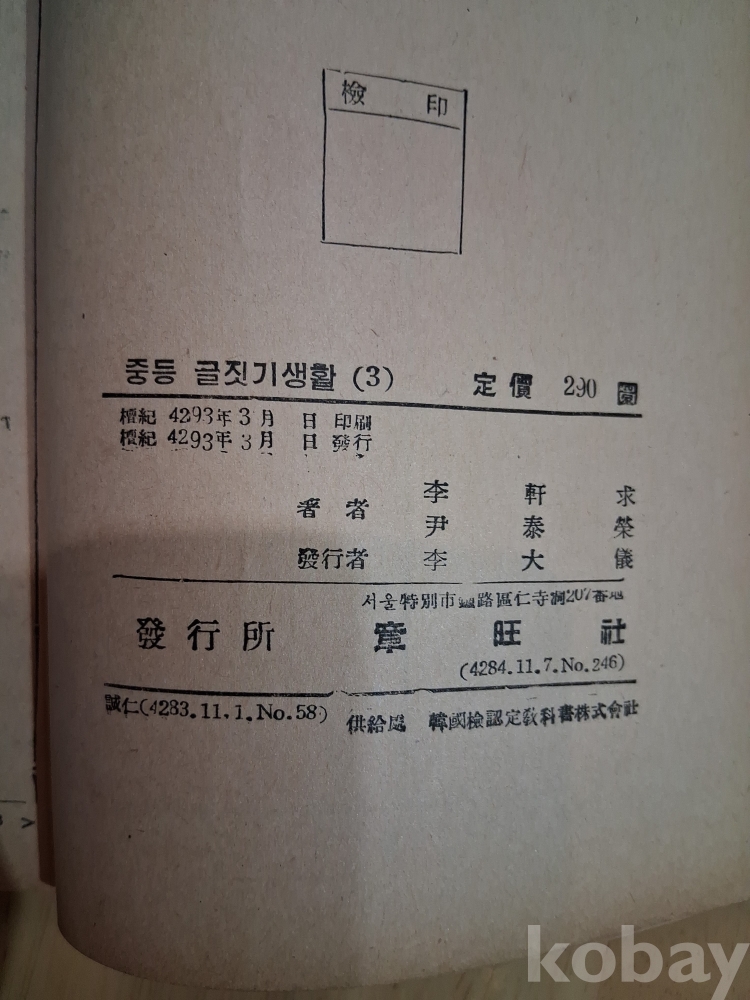 檢 印
중등 글짓기생활 (3) 定價 290 圜
檀紀 4293年 3月 日 印刷
檀紀 4293年 3月 日 發行
著者 李軒求
尹泰榮
發行者 李大儀
서울特別市鍾路區仁寺洞207番地
發行所 章旺社
(4284.11.7.No.246)
誠仁(4283.11.1.No.58) 供給處 韓國檢認定敎科書株式會社
kobay